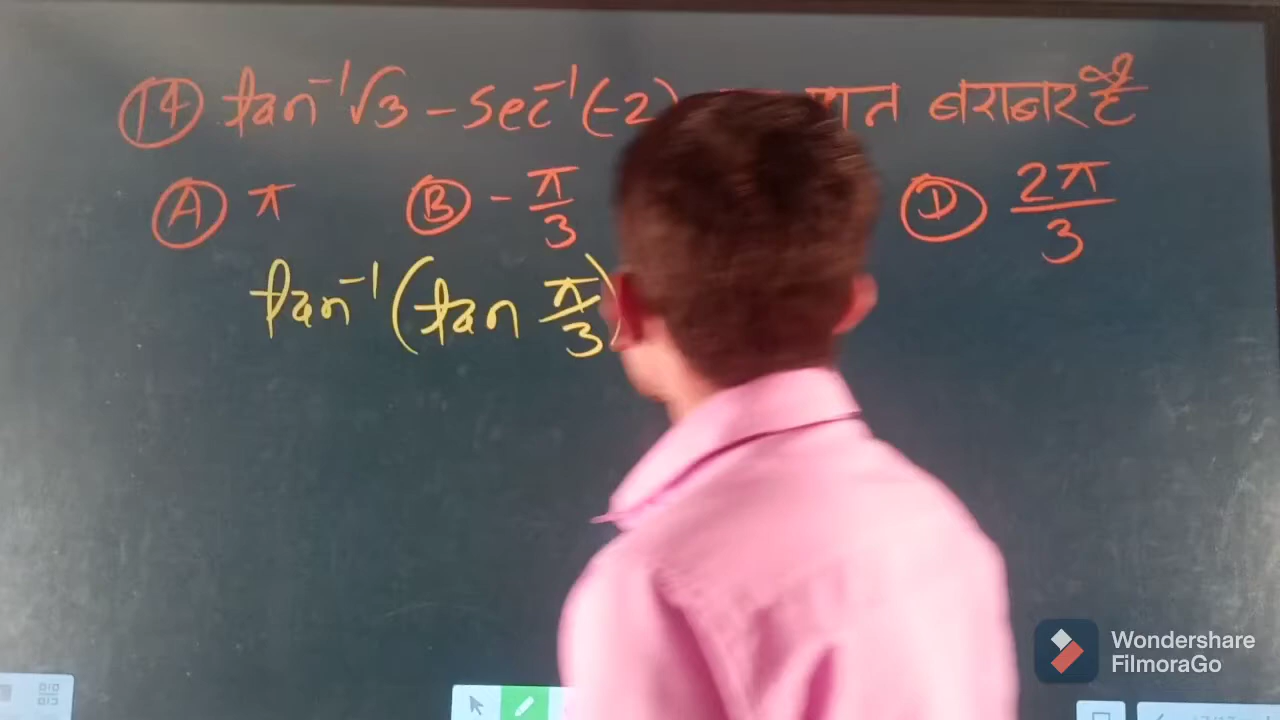 14 tan⁻¹√3 – sec⁻¹(-2) बराबर है
A π B -π/3 D 2π/3
tan⁻¹(tan π/3)
Wondershare
FilmoraGo